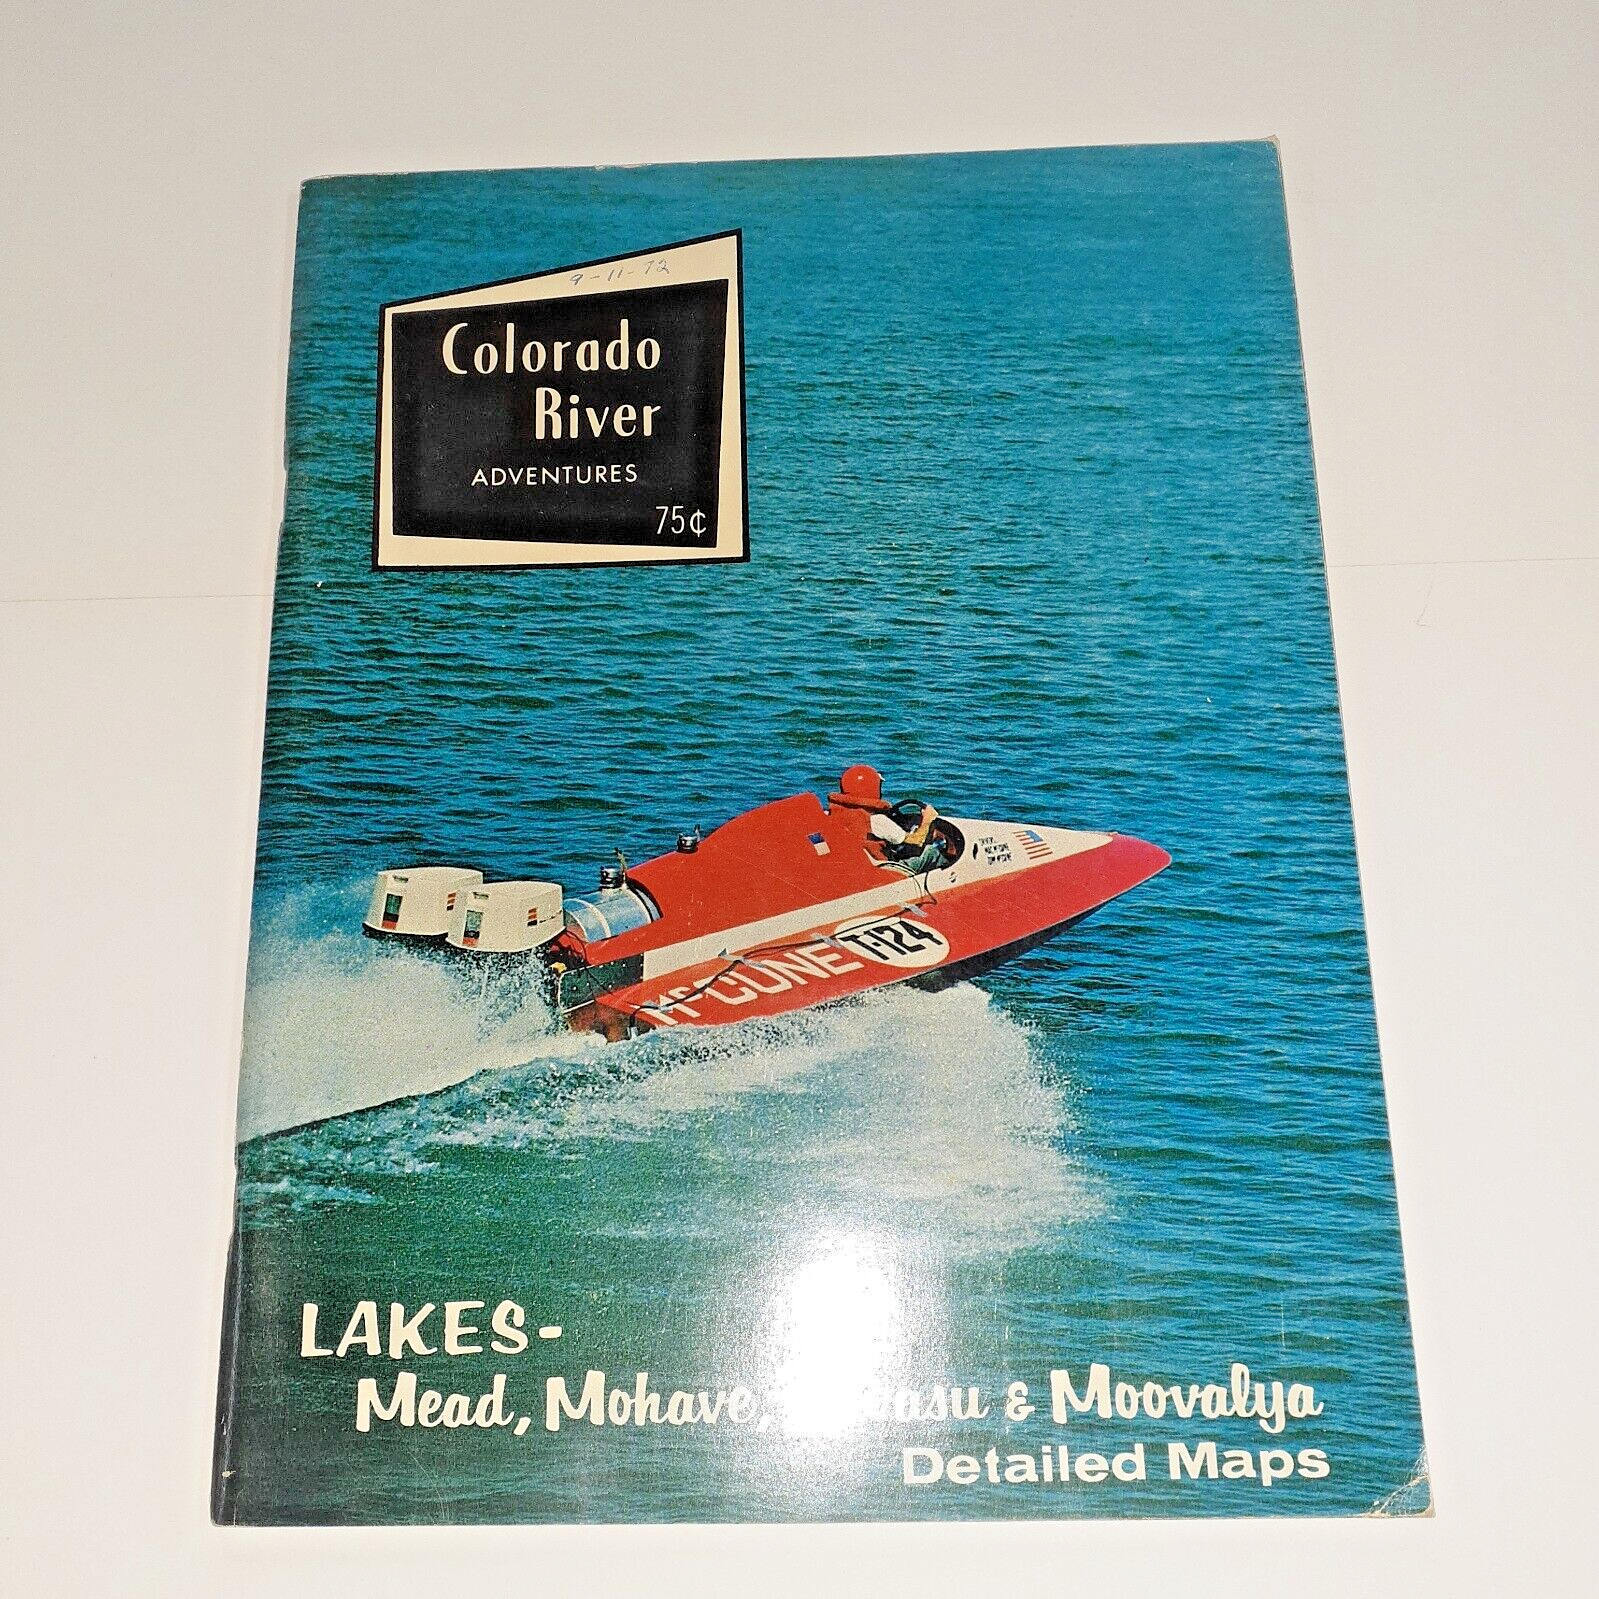 9-11-72
Colorado
River
ADVENTURES
75¢
McCUNE T-124
LAKES-
Mead, Mohave, & Moovalya
Detailed Maps